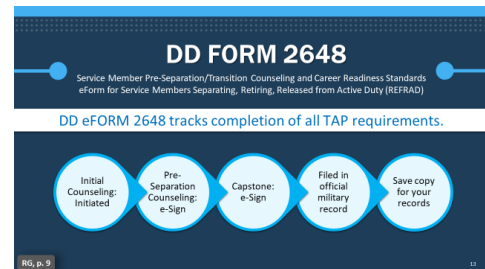 DD FORM 2648
Service Member Pre-Separation/Transition Counseling and Career Readiness Standards
eForm for Service Members Separating, Retiring, Released from Active Duty (REFRAD)
DD eFORM 2648 tracks completion of all TAP requirements.
Initial
Counseling:
Initiated
Pre-
Separation
Counseling:
e-Sign
Capstone:
e-Sign
Filed in
official
military
record
Save copy
for your
records
RG, p. 9
13